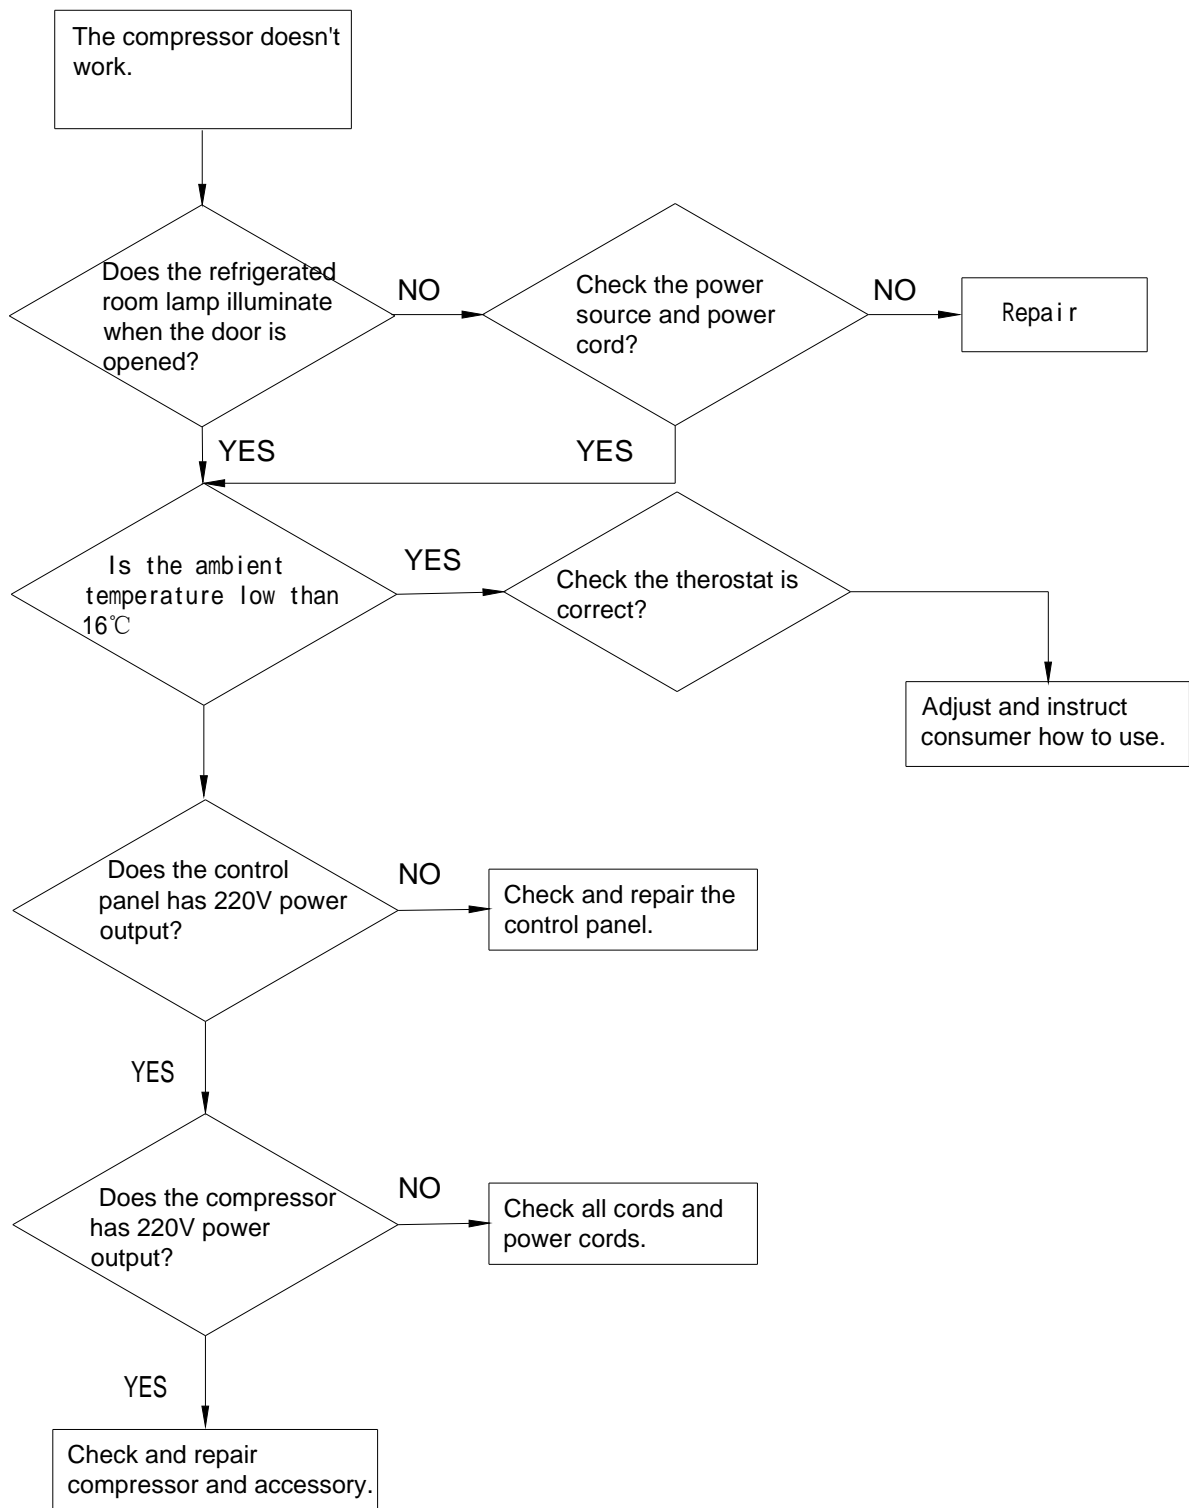 The compressor doesn't
work.
Does the refrigerated
room lamp illuminate
when the door is
opened?
NO
Check the power
source and power
cord?
NO
Repair
YES
YES
Is the ambient
temperature low than
16℃
YES
Check the therostat is
correct?
Adjust and instruct
consumer how to use.
Does the control
panel has 220V power
output?
NO
Check and repair the
control panel.
YES
Does the compressor
has 220V power
output?
NO
Check all cords and
power cords.
YES
Check and repair
compressor and accessory.